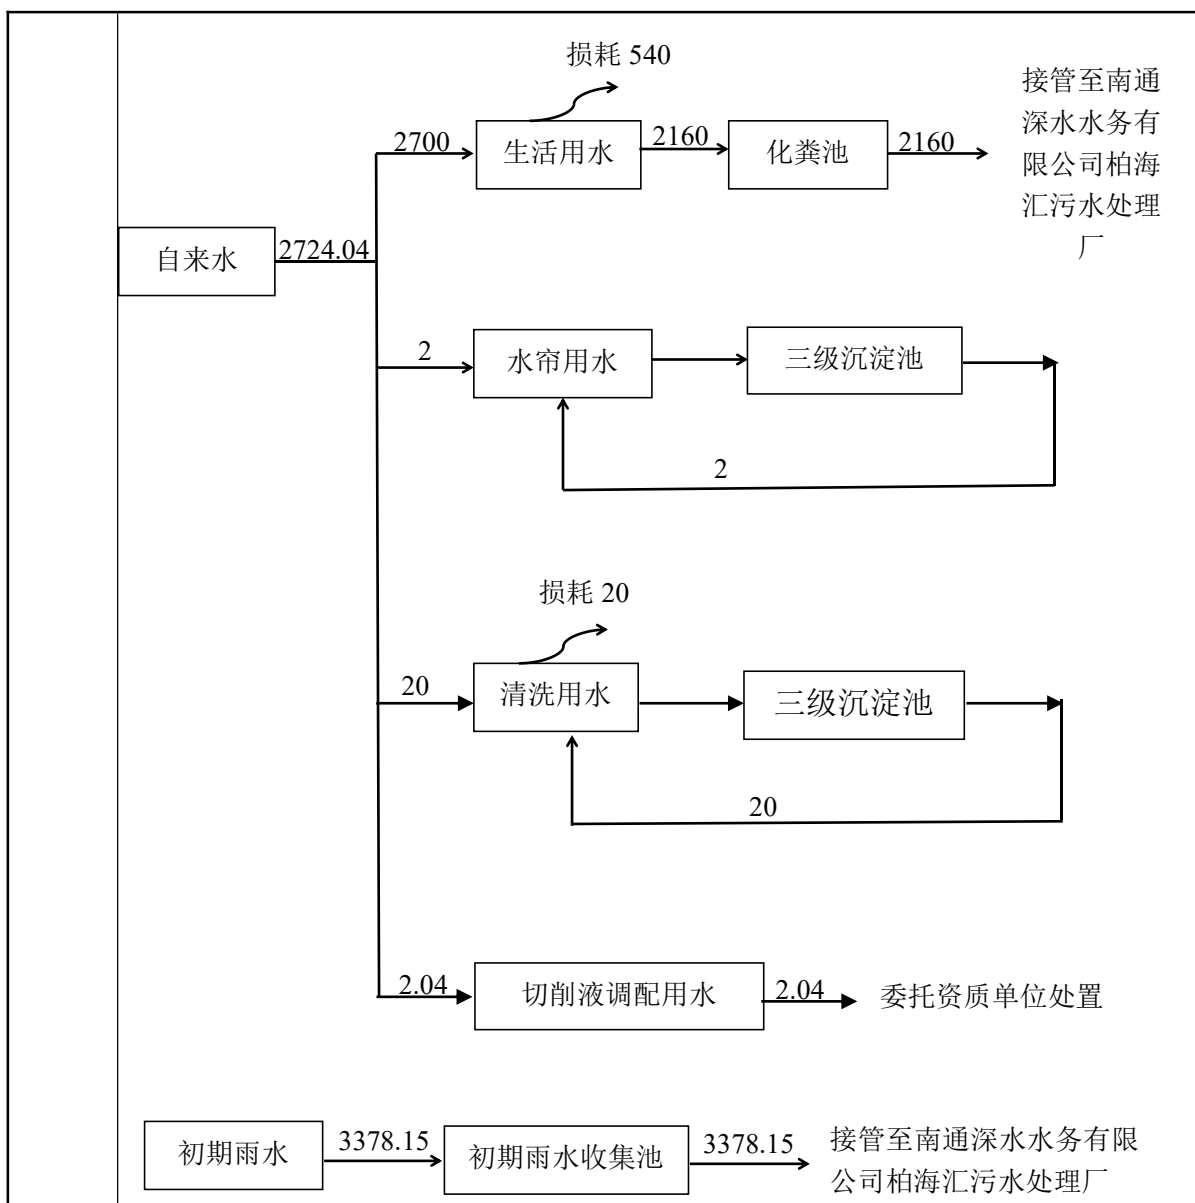 损耗 540
接管至南通
深水水务有
限公司柏海
汇污水处理
厂
2700
生活用水
2160
化粪池
2160
自来水
2724.04
2
水帘用水
三级沉淀池
2
损耗 20
20
清洗用水
三级沉淀池
20
2.04
切削液调配用水
2.04
委托资质单位处置
初期雨水
3378.15
初期雨水收集池
3378.15
接管至南通深水水务有限
公司柏海汇污水处理厂